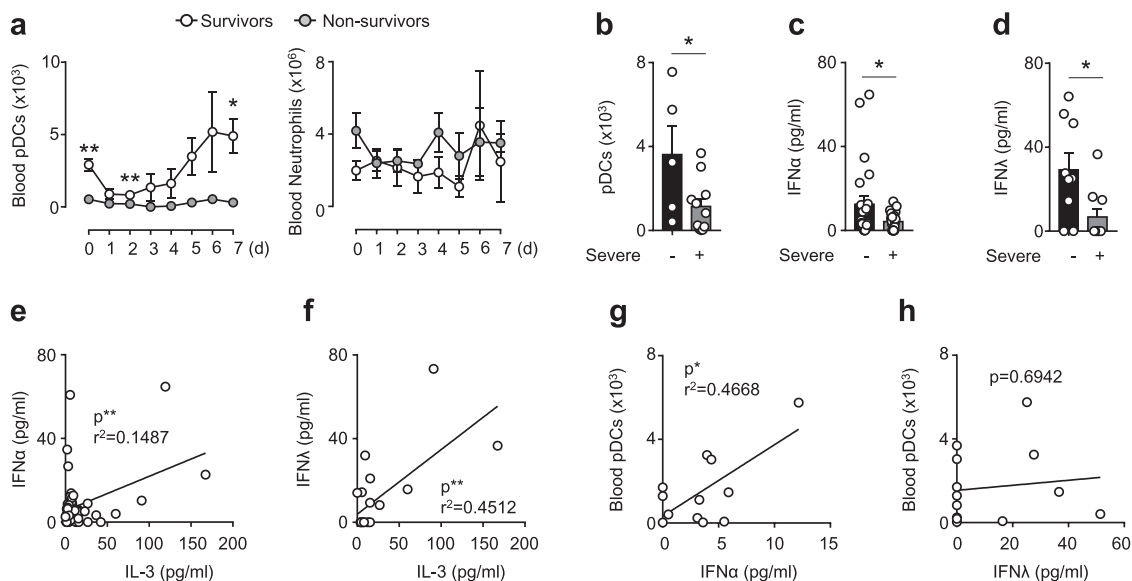 a
Survivors
Non-survivors
Blood pDCs (x10³)
10
5
0
**
**
*
0 1 2 3 4 5 6 7 (d)
Blood Neutrophils (x10⁶)
8
4
0
0 1 2 3 4 5 6 7 (d)
b
pDCs (x10³)
8
6
4
2
0
*
Severe - +
c
IFNα (pg/ml)
80
40
0
*
Severe - +
d
IFNλ (pg/ml)
80
40
0
*
Severe - +
e
IFNα (pg/ml)
80
40
0
p**
r²=0.1487
0 50 100 150 200
IL-3 (pg/ml)
f
IFNλ (pg/ml)
80
40
0
p**
r²=0.4512
0 50 100 150 200
IL-3 (pg/ml)
g
Blood pDCs (x10³)
8
4
0
p*
r²=0.4668
0 5 10 15
IFNα (pg/ml)
h
Blood pDCs (x10³)
8
4
0
p=0.6942
0 20 40 60
IFNλ (pg/ml)